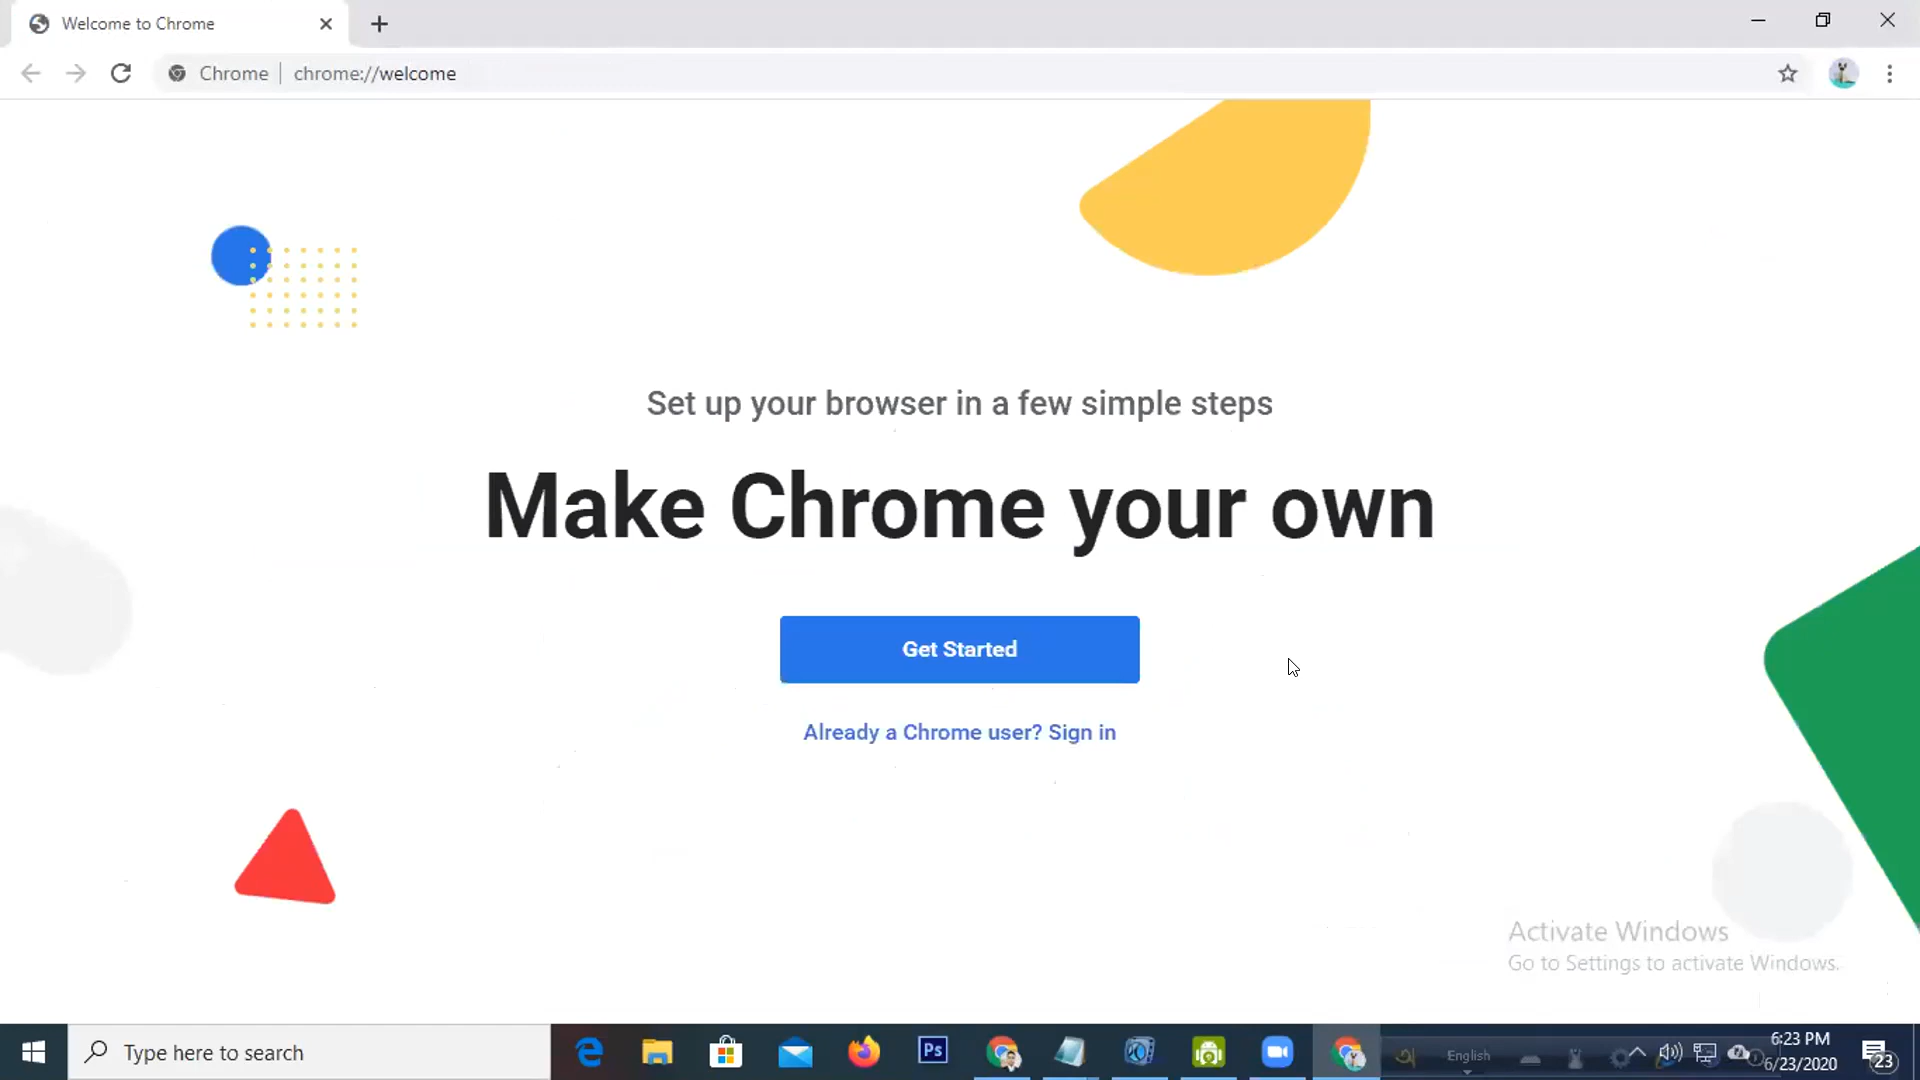 Welcome to Chrome
Chrome
chrome://welcome
Set up your browser in a few simple steps
Make Chrome your own
Get Started
Already a Chrome user? Sign in
Activate Windows
Go to Settings to activate Windows.
Type here to search
Ps
English
6:23 PM
6/23/2020
23